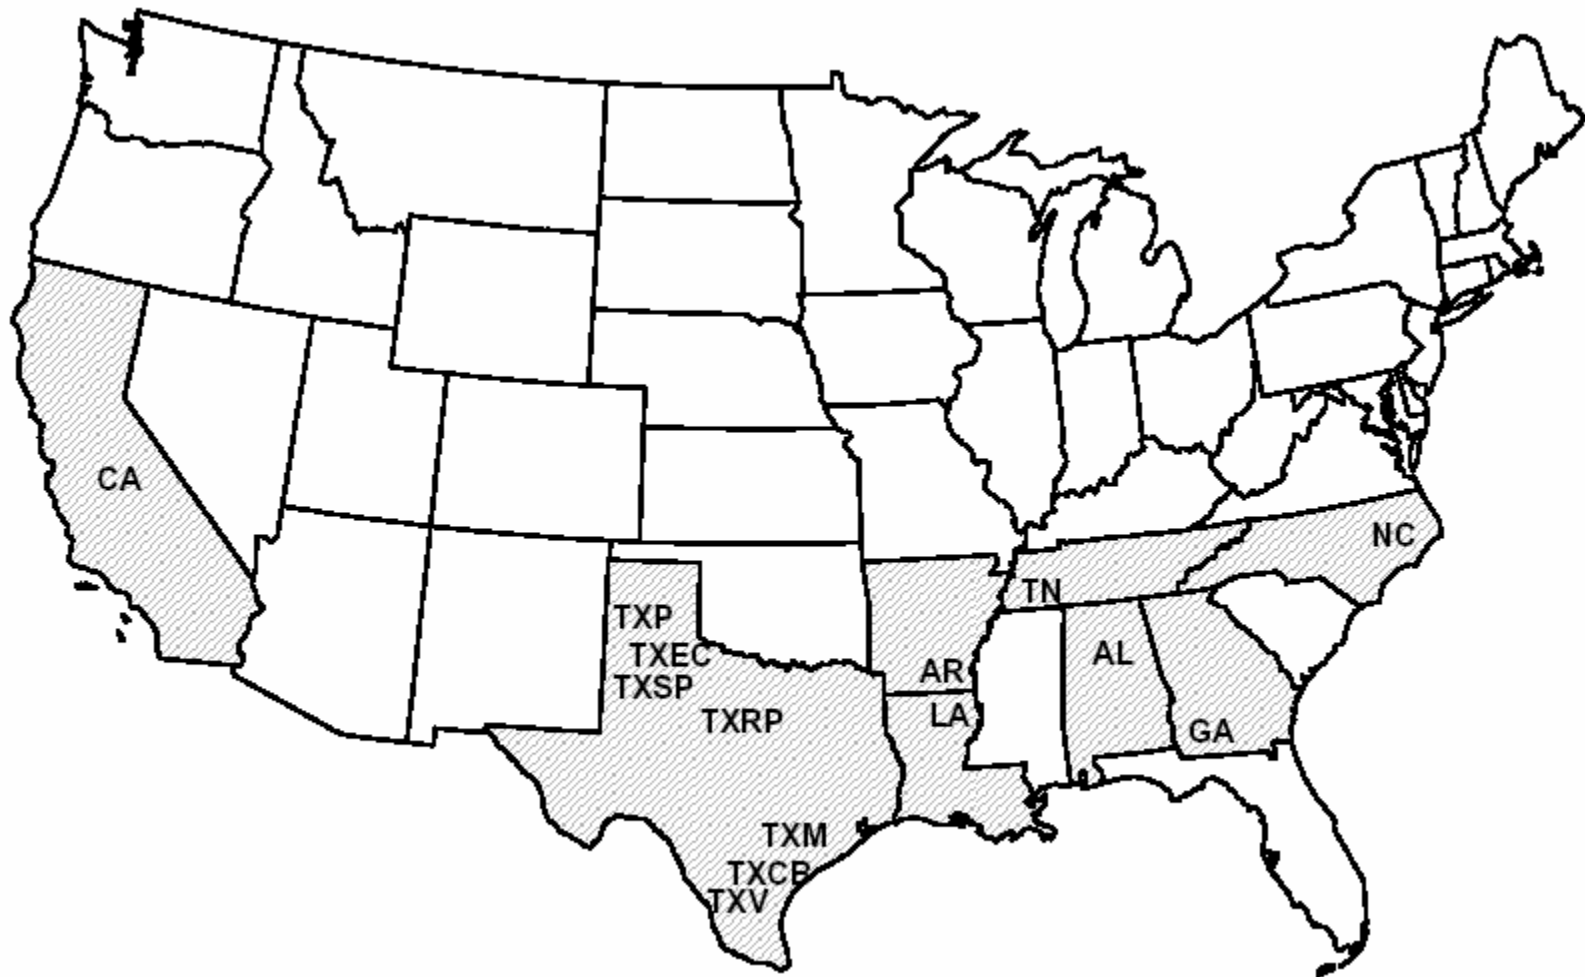 CA
NC
TN
TXP
TXEC
AL
AR
TXSP
LA
TXRP
GA
TXM
TXCB
TXV